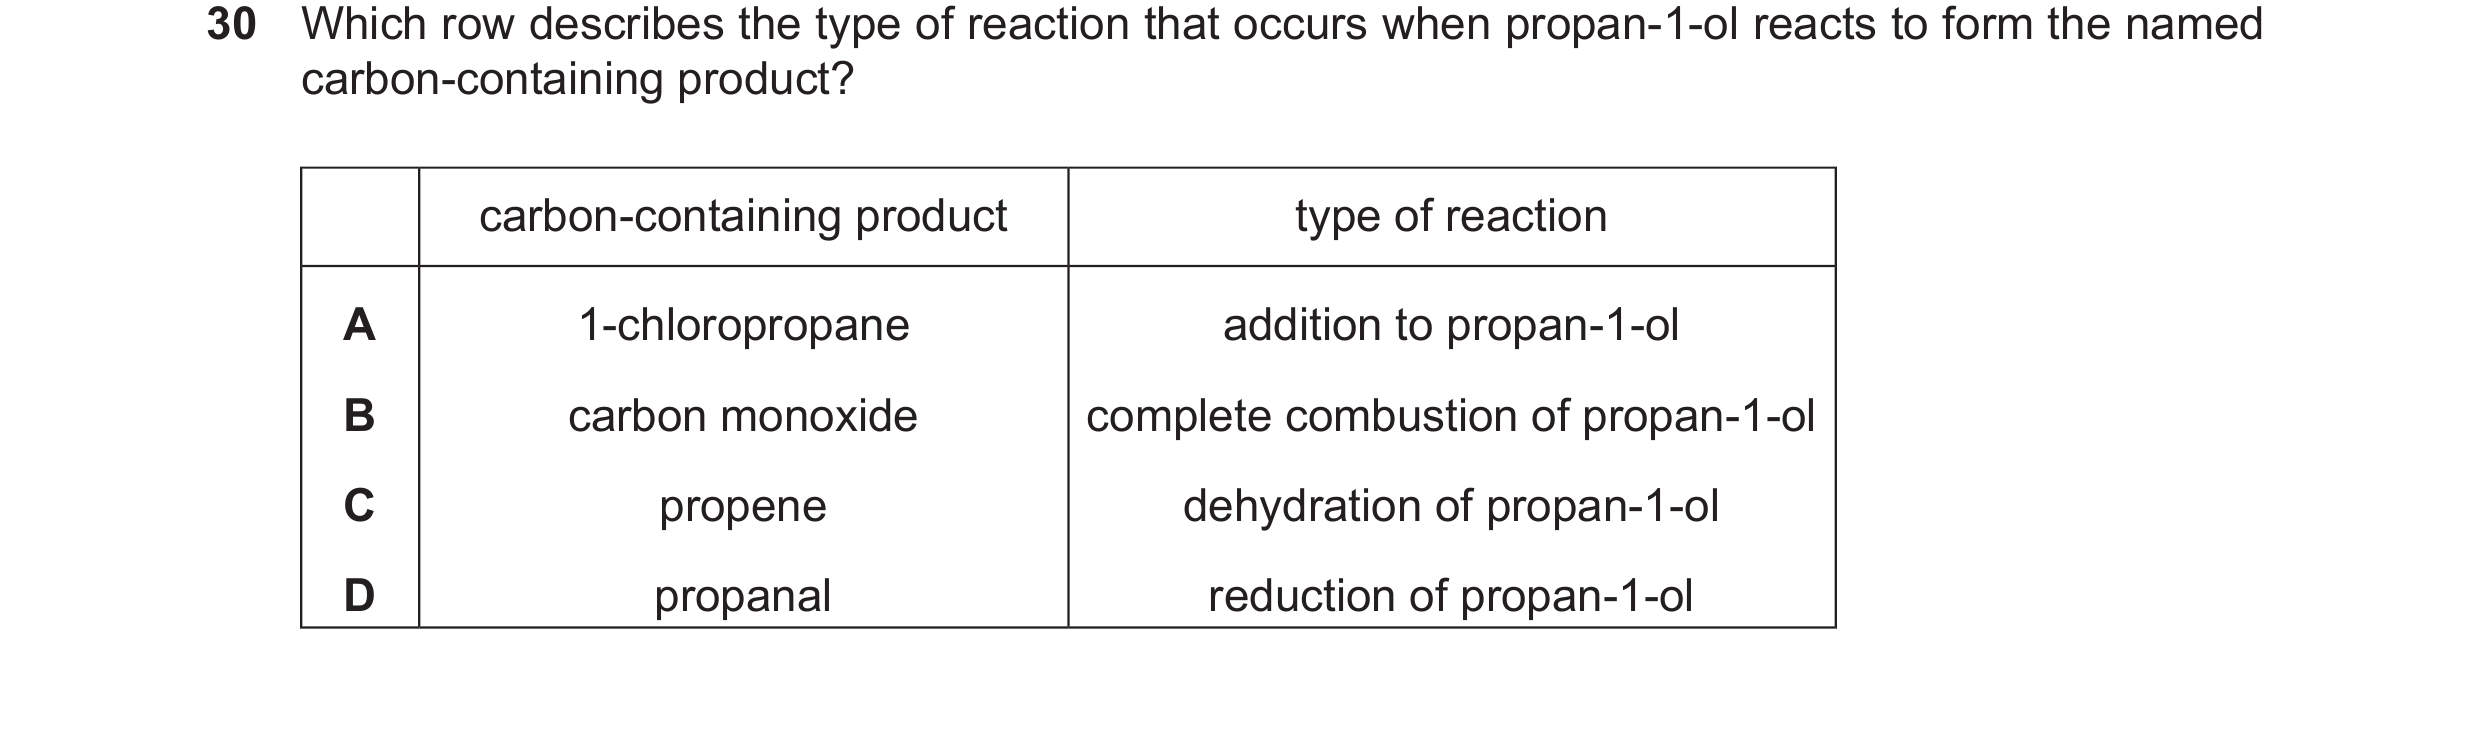 30 Which row describes the type of reaction that occurs when propan-1-ol reacts to form the named
carbon-containing product?
carbon-containing product type of reaction
A 1-chloropropane addition to propan-1-ol
B carbon monoxide complete combustion of propan-1-ol
C propene dehydration of propan-1-ol
D propanal reduction of propan-1-ol